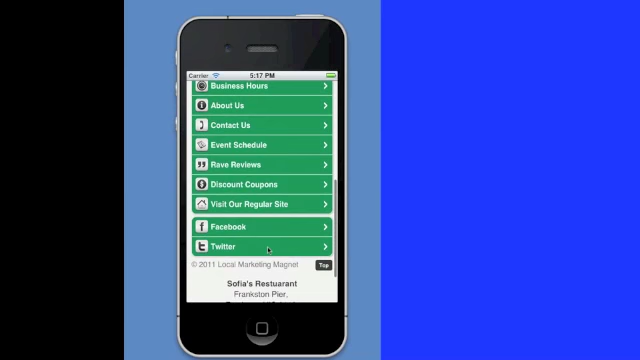 Carrier 5:17 PM
Business Hours
About Us
Contact Us
Event Schedule
Rave Reviews
Discount Coupons
Visit Our Regular Site
Facebook
Twitter
© 2011 Local Marketing Magnet Top
Sofia's Restuarant
Frankston Pier,